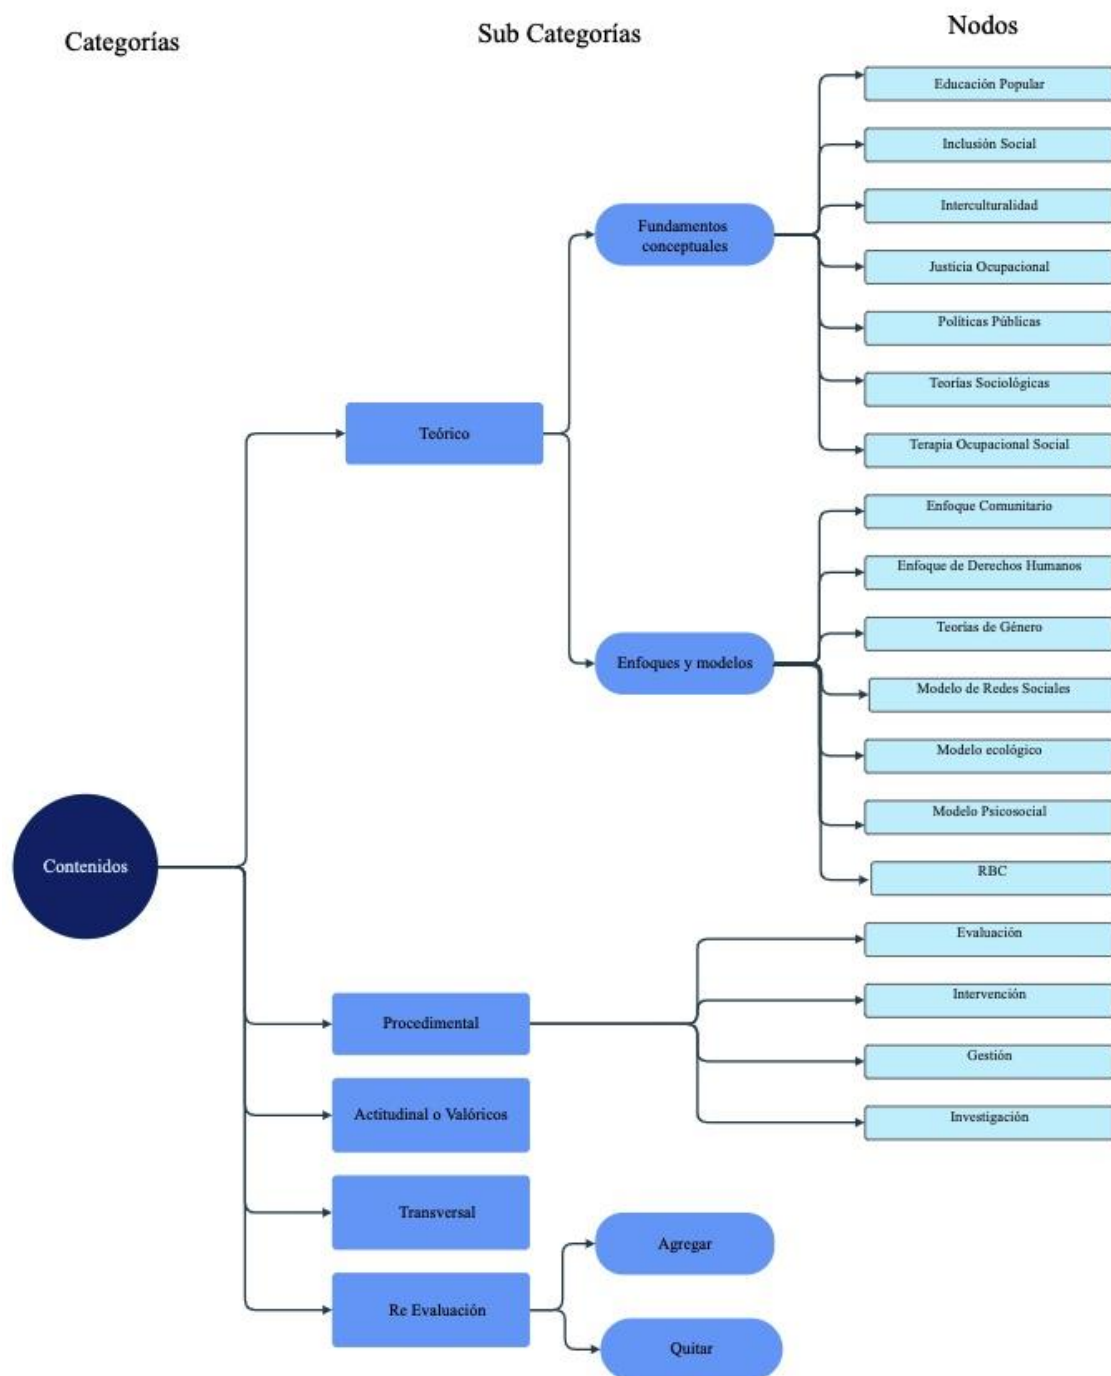 Categorías
Sub Categorías
Nodos
Educación Popular
Inclusión Social
Interculturalidad
Fundamentos
conceptuales
Justicia Ocupacional
Políticas Públicas
Teorías Sociológicas
Teórico
Terapia Ocupacional Social
Enfoque Comunitario
Enfoque de Derechos Humanos
Teorías de Género
Enfoques y modelos
Modelo de Redes Sociales
Modelo ecológico
Modelo Psicosocial
Contenidos
RBC
Evaluación
Intervención
Procedimental
Gestión
Actitudinal o Valóricos
Investigación
Transversal
Agregar
Re Evaluación
Quitar